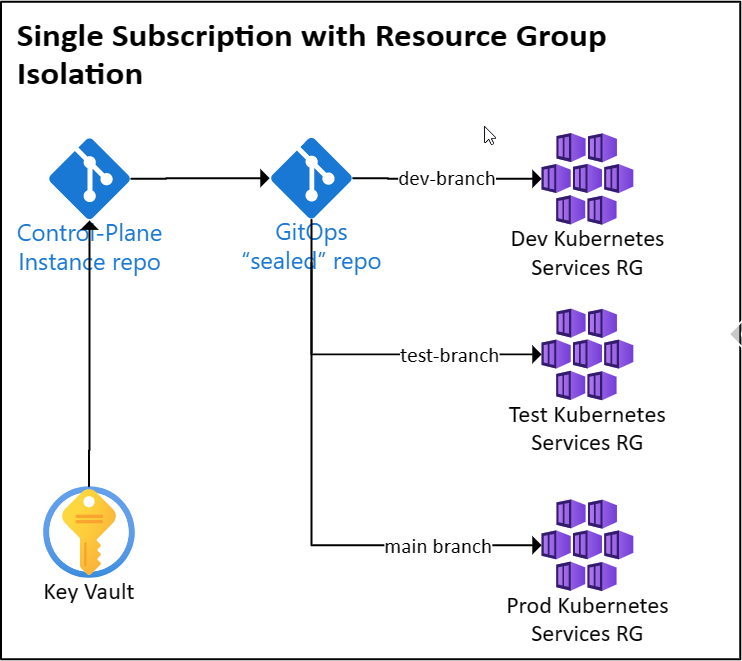 Single Subscription with Resource Group
Isolation
Control-Plane
Instance repo
GitOps
“sealed” repo
dev-branch
Dev Kubernetes
Services RG
test-branch
Test Kubernetes
Services RG
Key Vault
main branch
Prod Kubernetes
Services RG